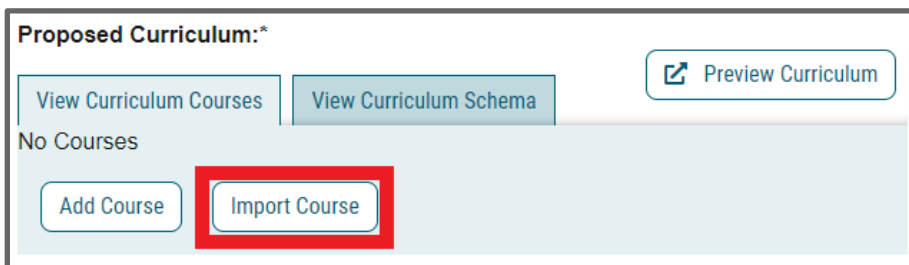 Proposed Curriculum:*
Preview Curriculum
View Curriculum Courses
View Curriculum Schema
No Courses
Add Course
Import Course